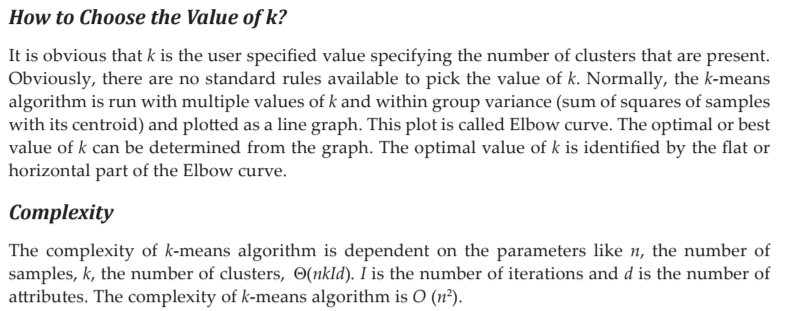 How to Choose the Value of k?
It is obvious that k is the user specified value specifying the number of clusters that are present.
Obviously, there are no standard rules available to pick the value of k. Normally, the k-means
algorithm is run with multiple values of k and within group variance (sum of squares of samples
with its centroid) and plotted as a line graph. This plot is called Elbow curve. The optimal or best
value of k can be determined from the graph. The optimal value of k is identified by the flat or
horizontal part of the Elbow curve.
Complexity
The complexity of k-means algorithm is dependent on the parameters like n, the number of
samples, k, the number of clusters, Θ(nkId). I is the number of iterations and d is the number of
attributes. The complexity of k-means algorithm is O (n²).